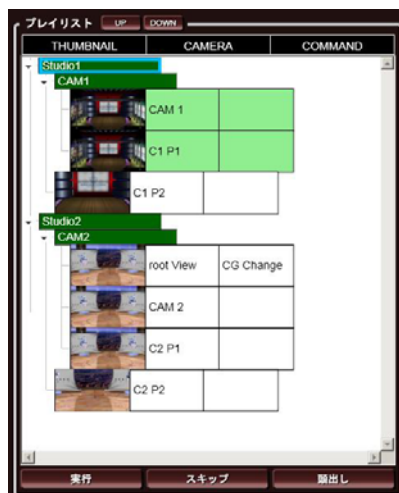 プレイリスト UP DOWN
THUMBNAIL CAMERA COMMAND
Studio1
CAM1
CAM 1
C1 P1
C1 P2
Studio2
CAM2
root View CG Change
CAM 2
C2 P1
C2 P2
実行 スキップ 頭出し